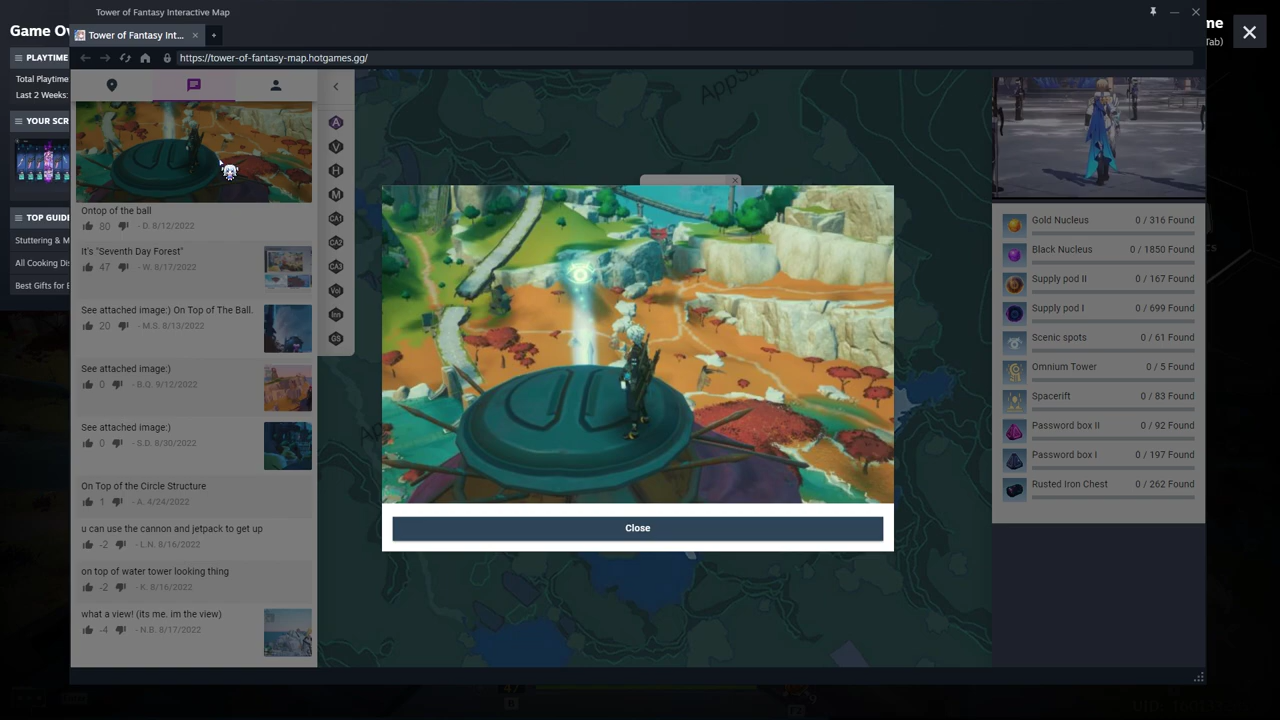 Tower of Fantasy Interactive Map
Tower of Fantasy Int...
https://tower-of-fantasy-map.hotgames.gg/
Game Ov
PLAYTIME
Total Playtime
Last 2 Weeks:
YOUR SCR
TOP GUID
Stuttering & M
All Cooking Dis
Best Gifts for E
me
Tab)
Ontop of the ball
80 - D. 8/12/2022
It's "Seventh Day Forest"
47 - W. 8/17/2022
See attached image:) On Top of The Ball.
20 - M.S. 8/13/2022
See attached image:)
0 - B.Q. 9/12/2022
See attached image:)
0 - S.D. 8/30/2022
On Top of the Circle Structure
1 - A. 4/24/2022
u can use the cannon and jetpack to get up
-2 - L.N. 8/16/2022
on top of water tower looking thing
-2 - K. 8/16/2022
what a view! (its me. im the view)
-4 - N.B. 8/17/2022
A
V
H
M
CA1
CA2
CA3
Vol
Inn
GS
Close
Gold Nucleus 0 / 316 Found
Black Nucleus 0 / 1850 Found
Supply pod II 0 / 167 Found
Supply pod I 0 / 699 Found
Scenic spots 0 / 61 Found
Omnium Tower 0 / 5 Found
Spacerift 0 / 83 Found
Password box II 0 / 92 Found
Password box I 0 / 197 Found
Rusted Iron Chest 0 / 262 Found